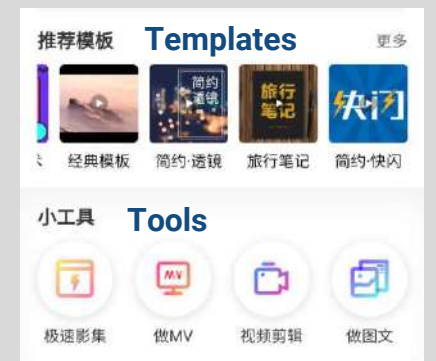 推荐模板 Templates 更多
简约
透镜
旅行
笔记
快闪
经典模板 简约·透镜 旅行笔记 简约·快闪
小工具 Tools
MV
极速影集 做MV 视频剪辑 做图文